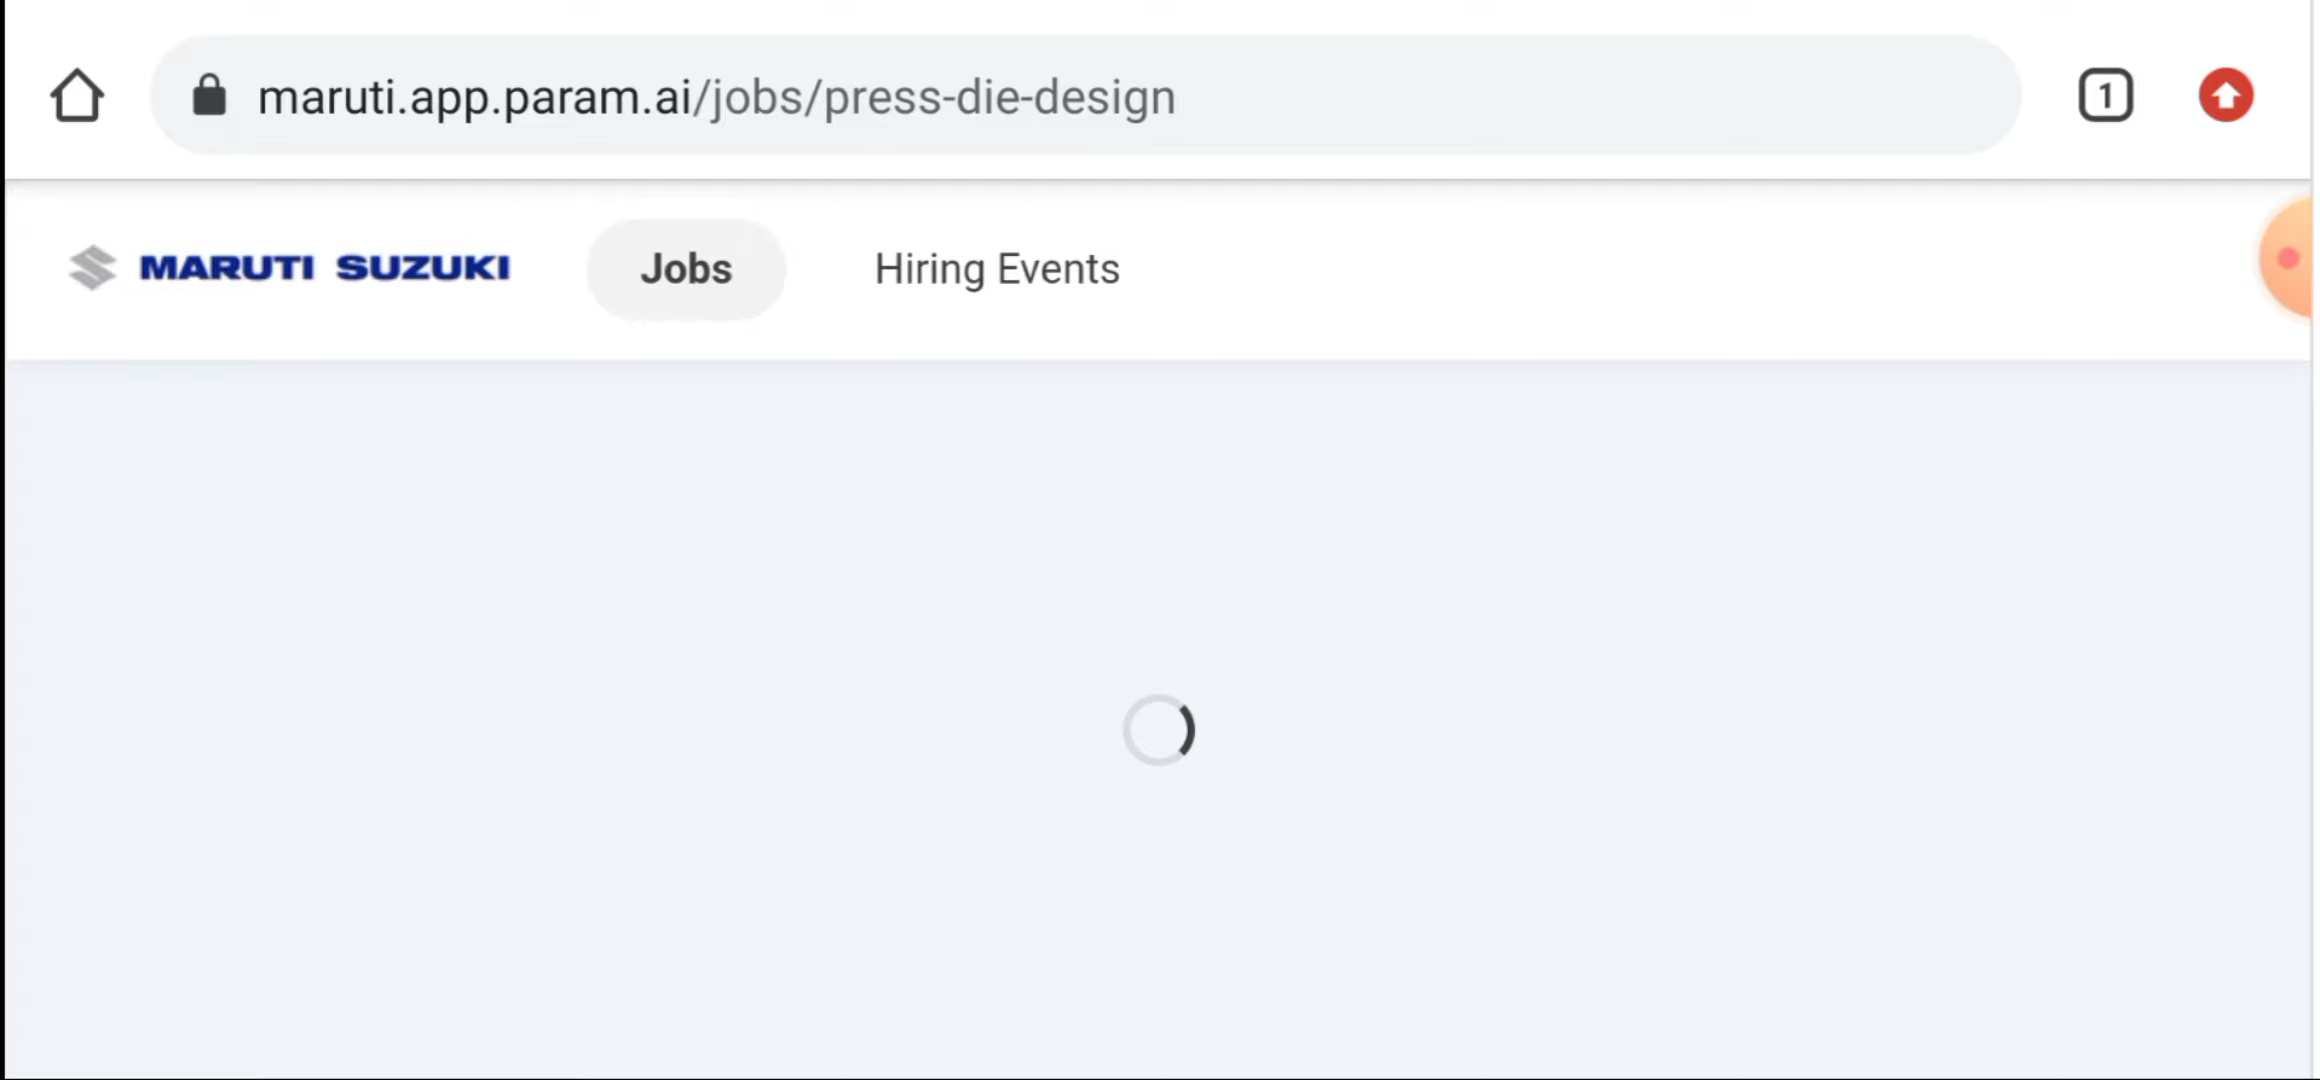 maruti.app.param.ai/jobs/press-die-design
1
MARUTI SUZUKI
Jobs
Hiring Events